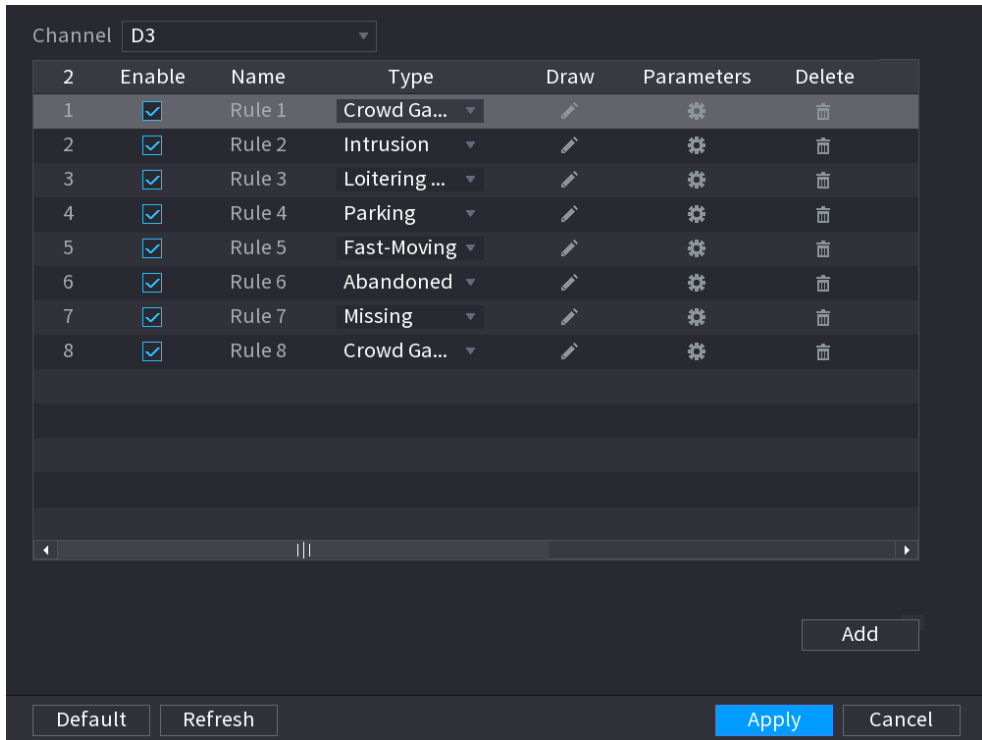 Channel D3
2 Enable Name Type Draw Parameters Delete
1 Rule 1 Crowd Ga...
2 Rule 2 Intrusion
3 Rule 3 Loitering ...
4 Rule 4 Parking
5 Rule 5 Fast-Moving
6 Rule 6 Abandoned
7 Rule 7 Missing
8 Rule 8 Crowd Ga...
Add
Default Refresh Apply Cancel